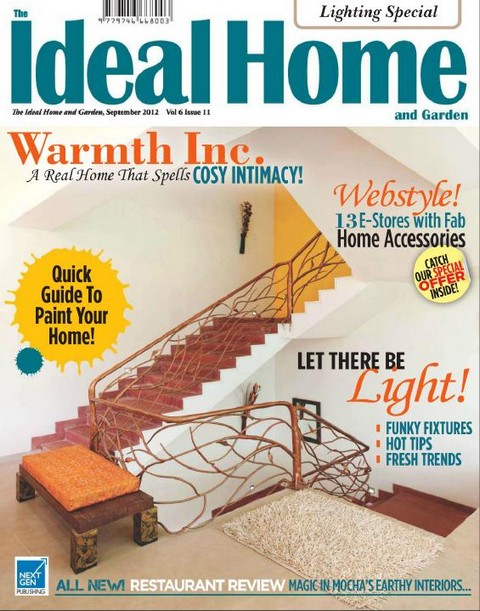 9779746668003
Lighting Special
The
Ideal Home
and Garden
The Ideal Home and Garden, September 2012 Vol 6 Issue 11
Warmth Inc.
A Real Home That Spells COSY INTIMACY!
Webstyle!
13 E-Stores with Fab
Home Accessories
CATCH
OUR SPECIAL
OFFER
INSIDE!
Quick
Guide To
Paint Your
Home!
LET THERE BE
Light!
FUNKY FIXTURES
HOT TIPS
FRESH TRENDS
NEXT
GEN
PUBLISHING
ALL NEW! RESTAURANT REVIEW MAGIC IN MOCHA'S EARTHY INTERIORS...